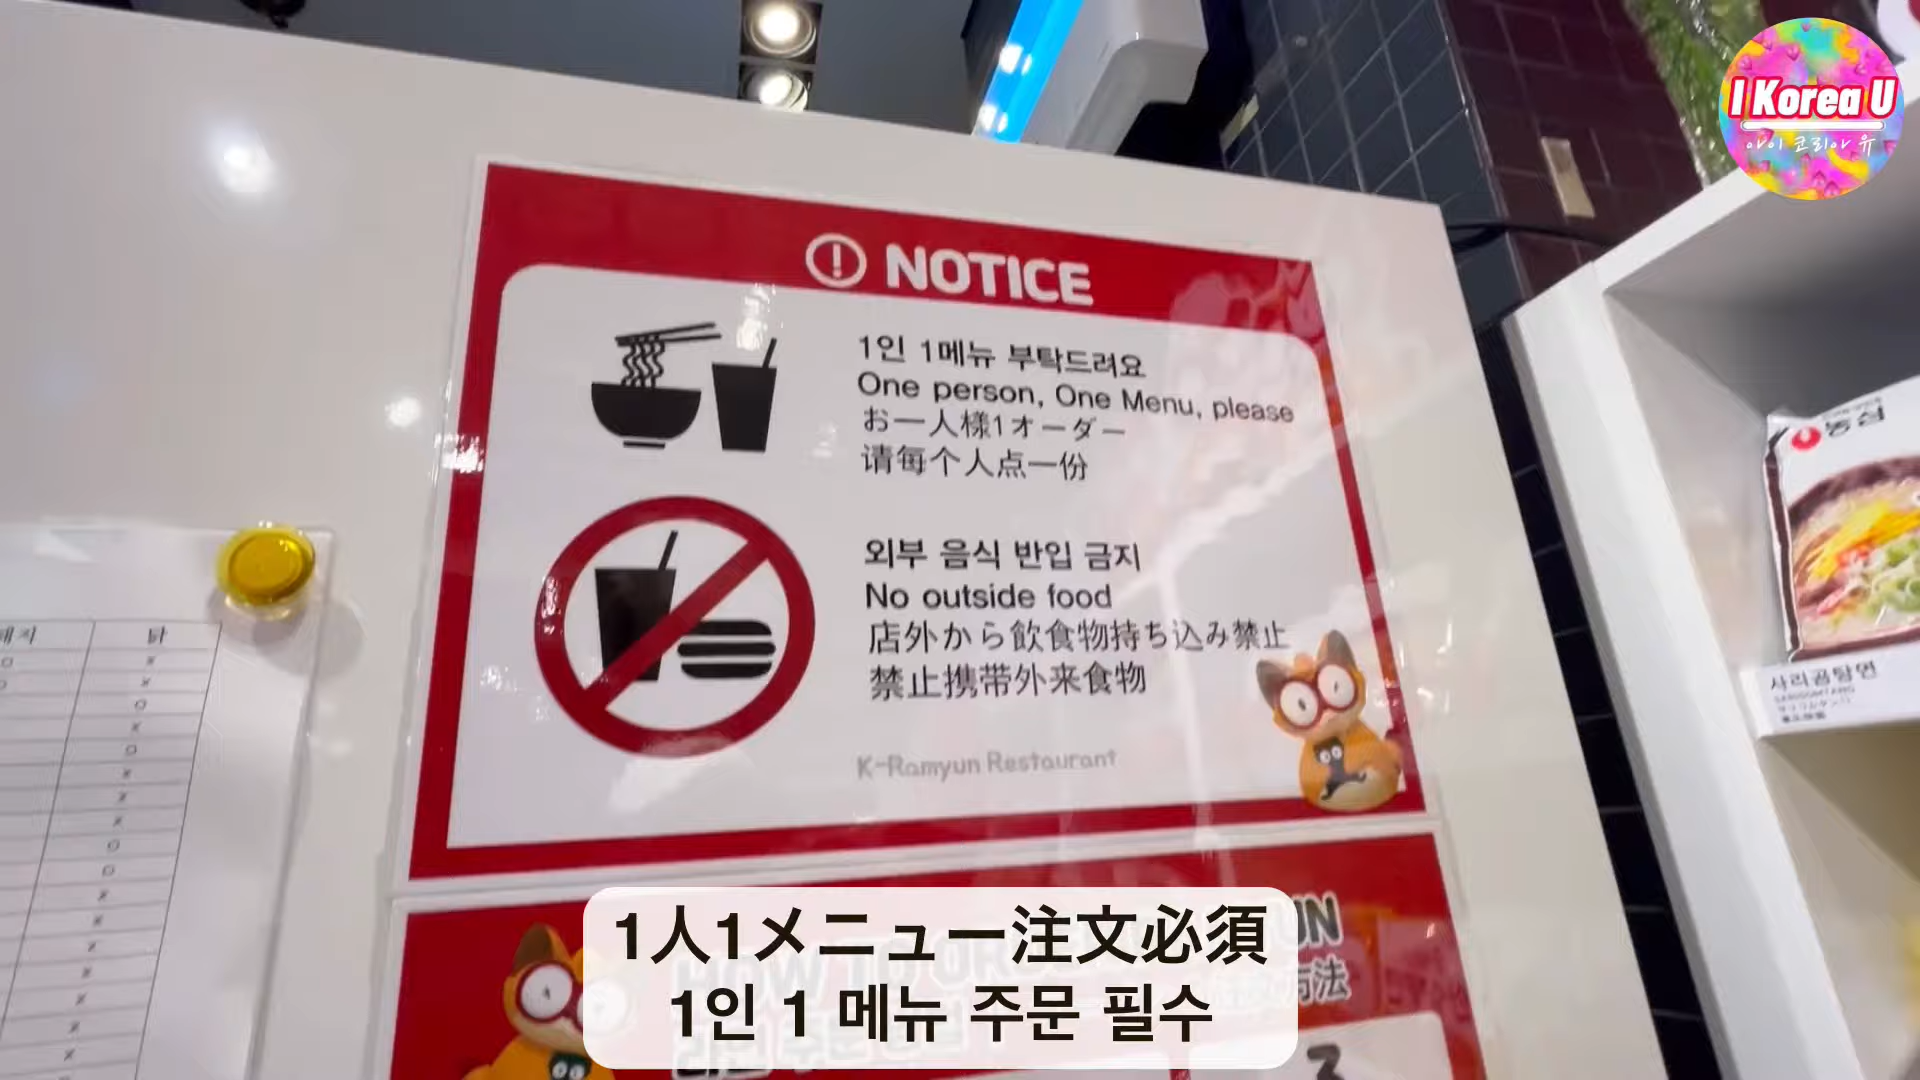 I Korea U
아이 코리아 유
NOTICE
1인 1메뉴 부탁드려요
One person, One Menu, please
お一人様1オーダー
请每个人点一份
외부 음식 반입 금지
No outside food
店外から飲食物持ち込み禁止
禁止携带外来食物
K-Ramyun Restaurant
농심
사리곰탕면
닭
1人1メニュー注文必須
1인 1 메뉴 주문 필수